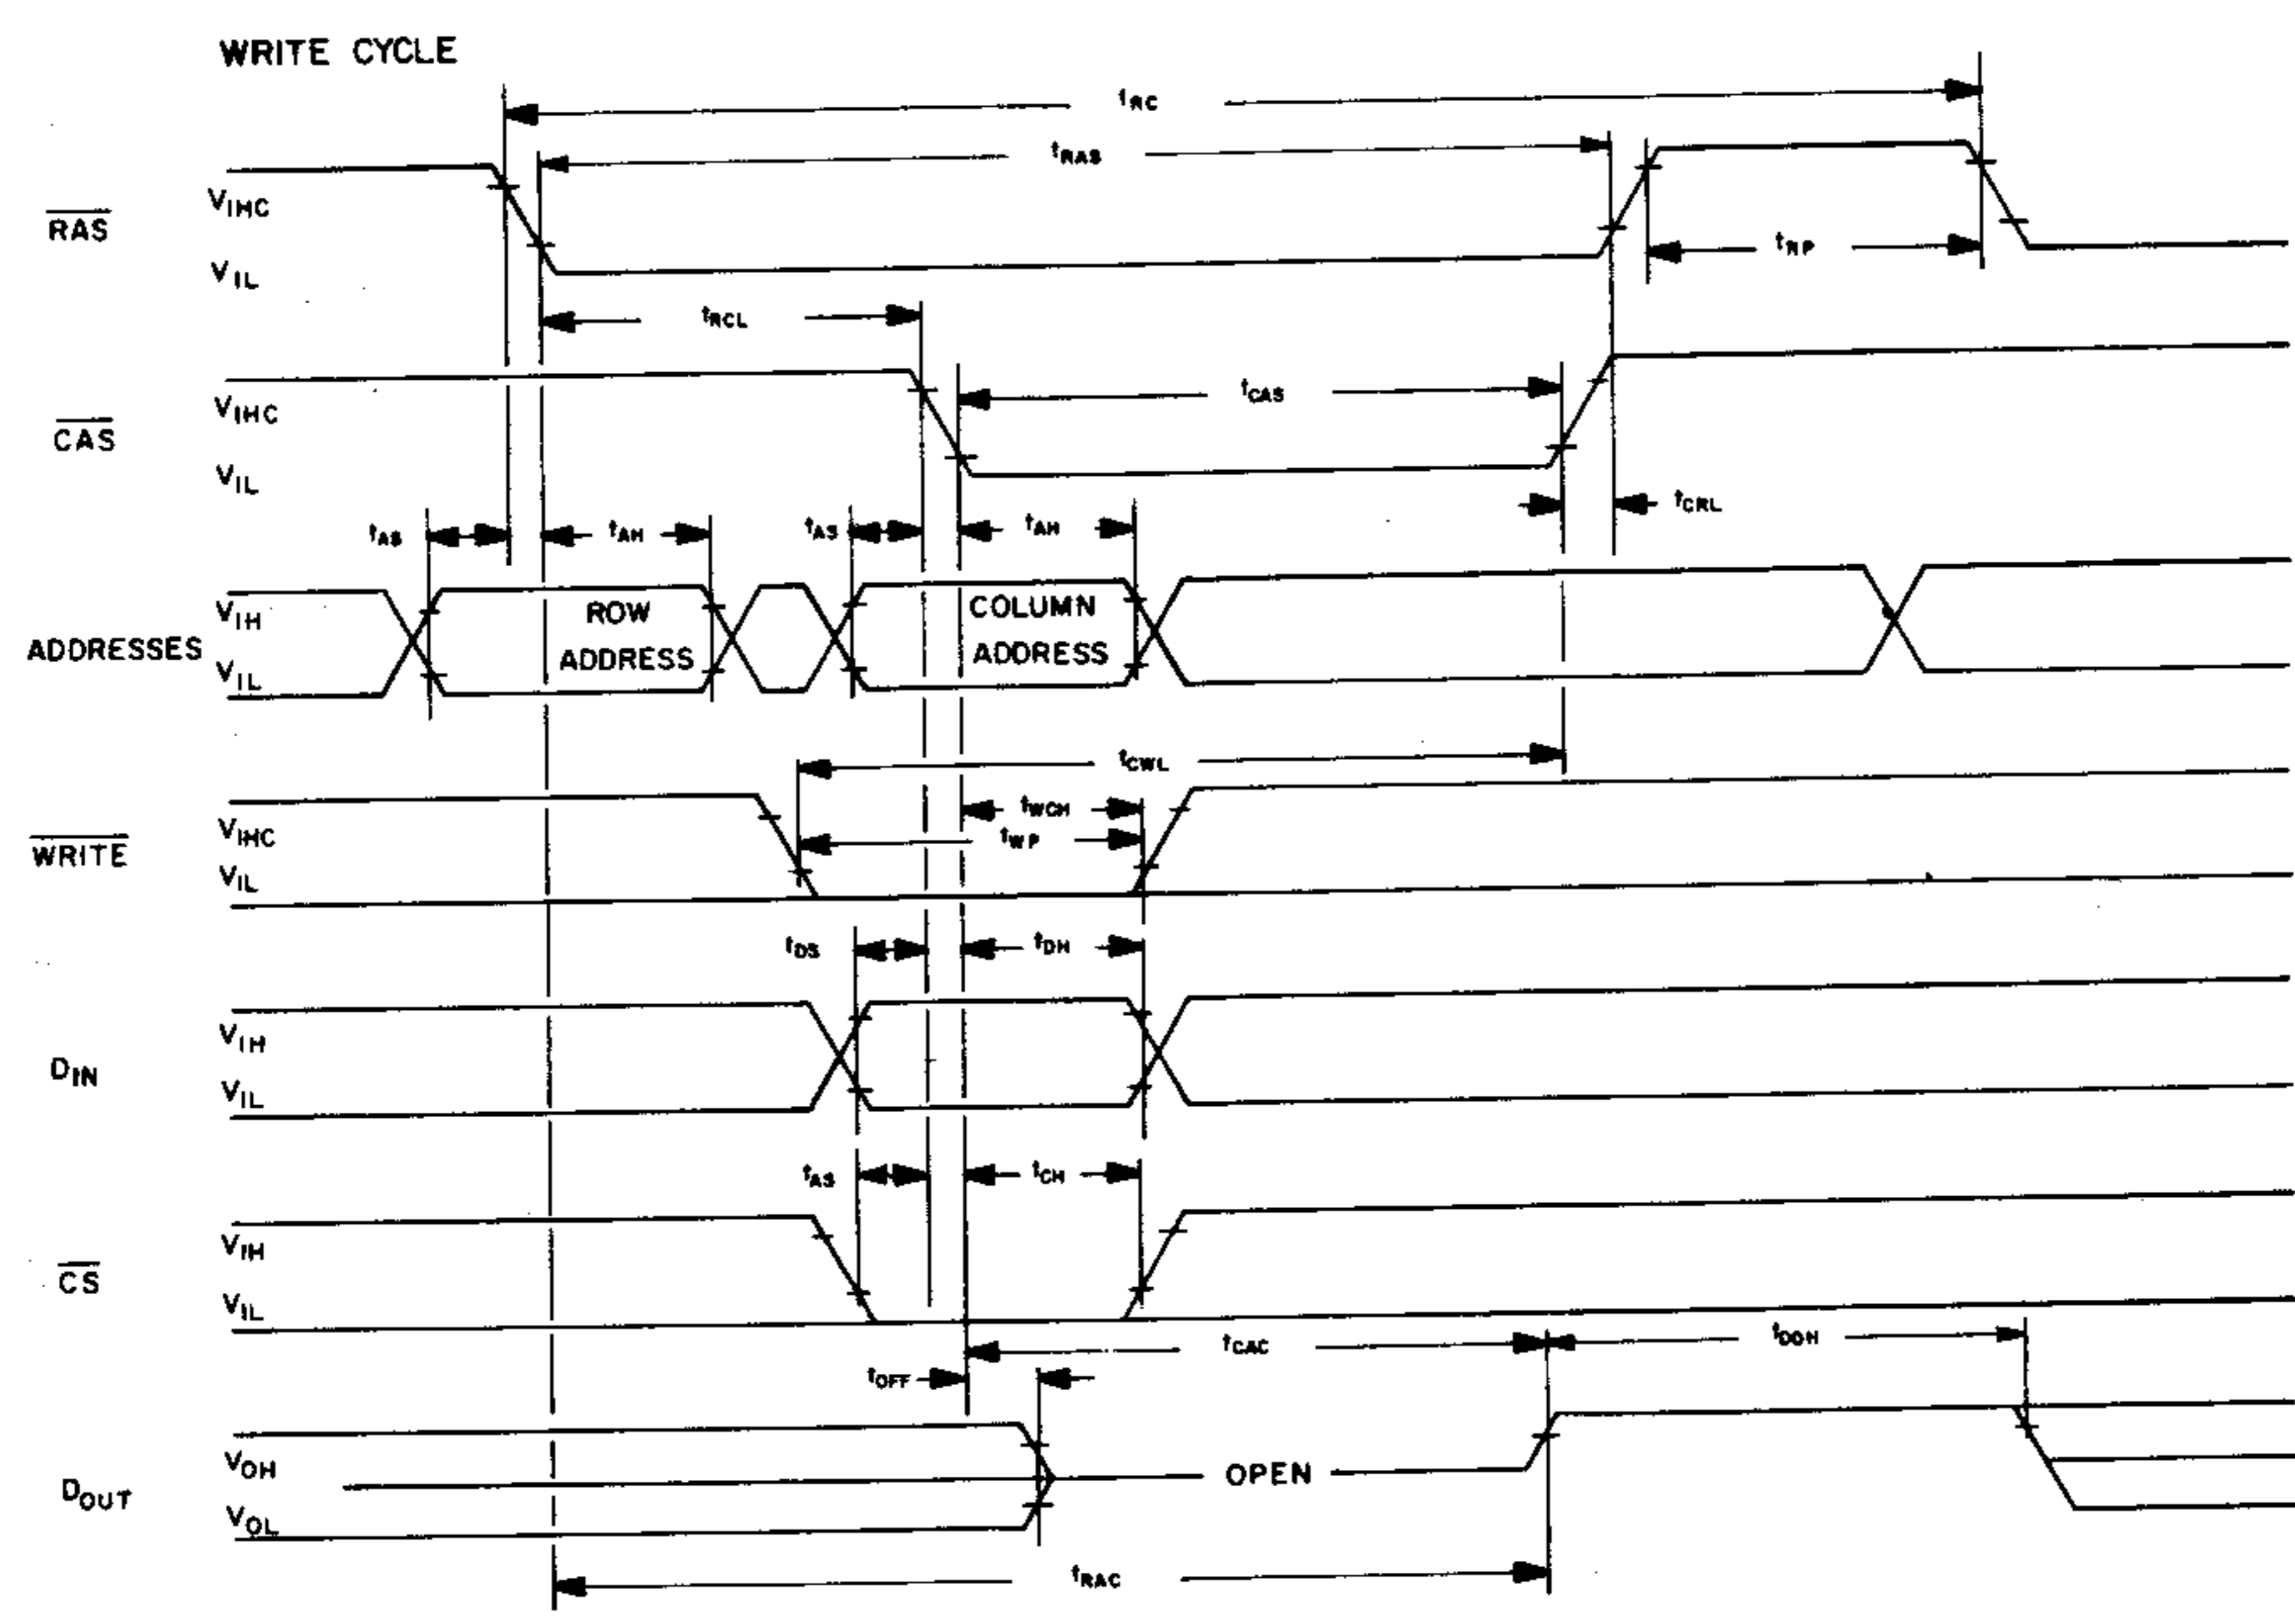 WRITE CYCLE
tRC
tRAS
VIHC
RAS
tRP
VIL
tRCL
tCAS
VIHC
CAS
VIL
tCRL
tAS
tAH
tAS
tAH
VIH
ROW
COLUMN
ADDRESSES
ADDRESS
ADDRESS
VIL
tCWL
tWCH
VIHC
tWP
WRITE
VIL
tDS
tDH
VIH
DIN
VIL
tAS
tCH
VIH
CS
VIL
tCAC
tDOH
tOFF
VOH
OPEN
DOUT
VOL
tRAC